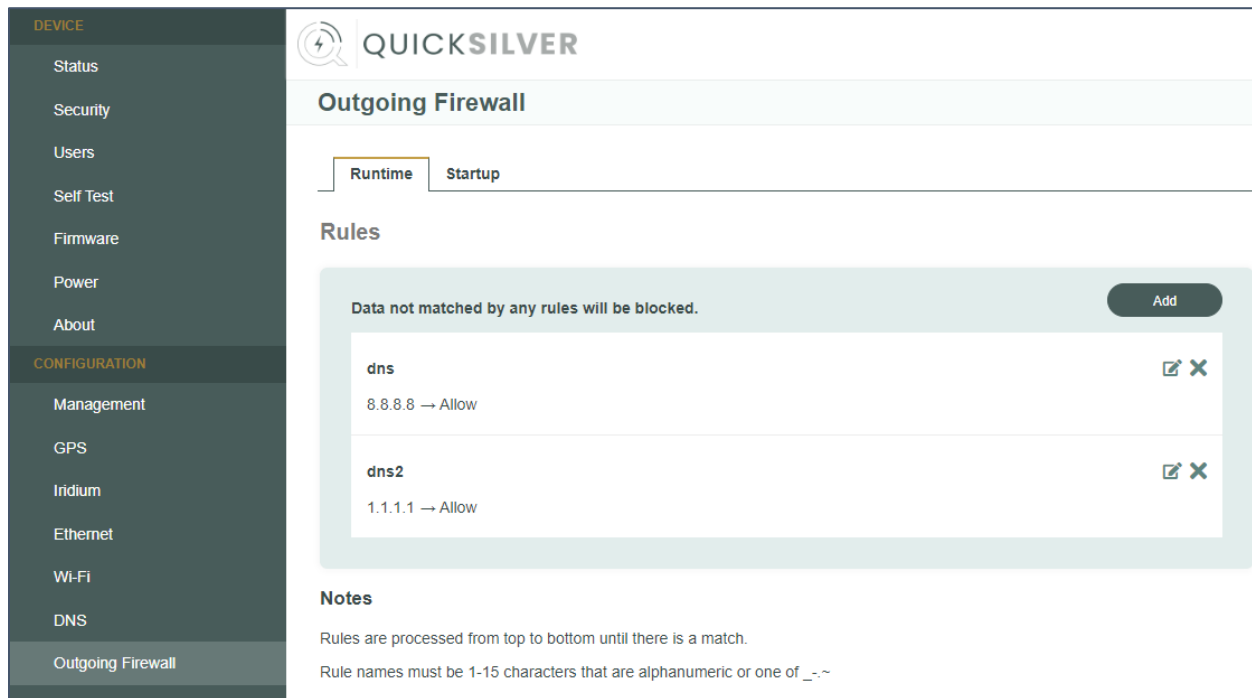 DEVICE
Status
Security
Users
Self Test
Firmware
Power
About
CONFIGURATION
Management
GPS
Iridium
Ethernet
Wi-Fi
DNS
Outgoing Firewall
QUICKSILVER
Outgoing Firewall
Runtime Startup
Rules
Data not matched by any rules will be blocked. Add
dns
8.8.8.8 → Allow
dns2
1.1.1.1 → Allow
Notes
Rules are processed from top to bottom until there is a match.
Rule names must be 1-15 characters that are alphanumeric or one of _-.~